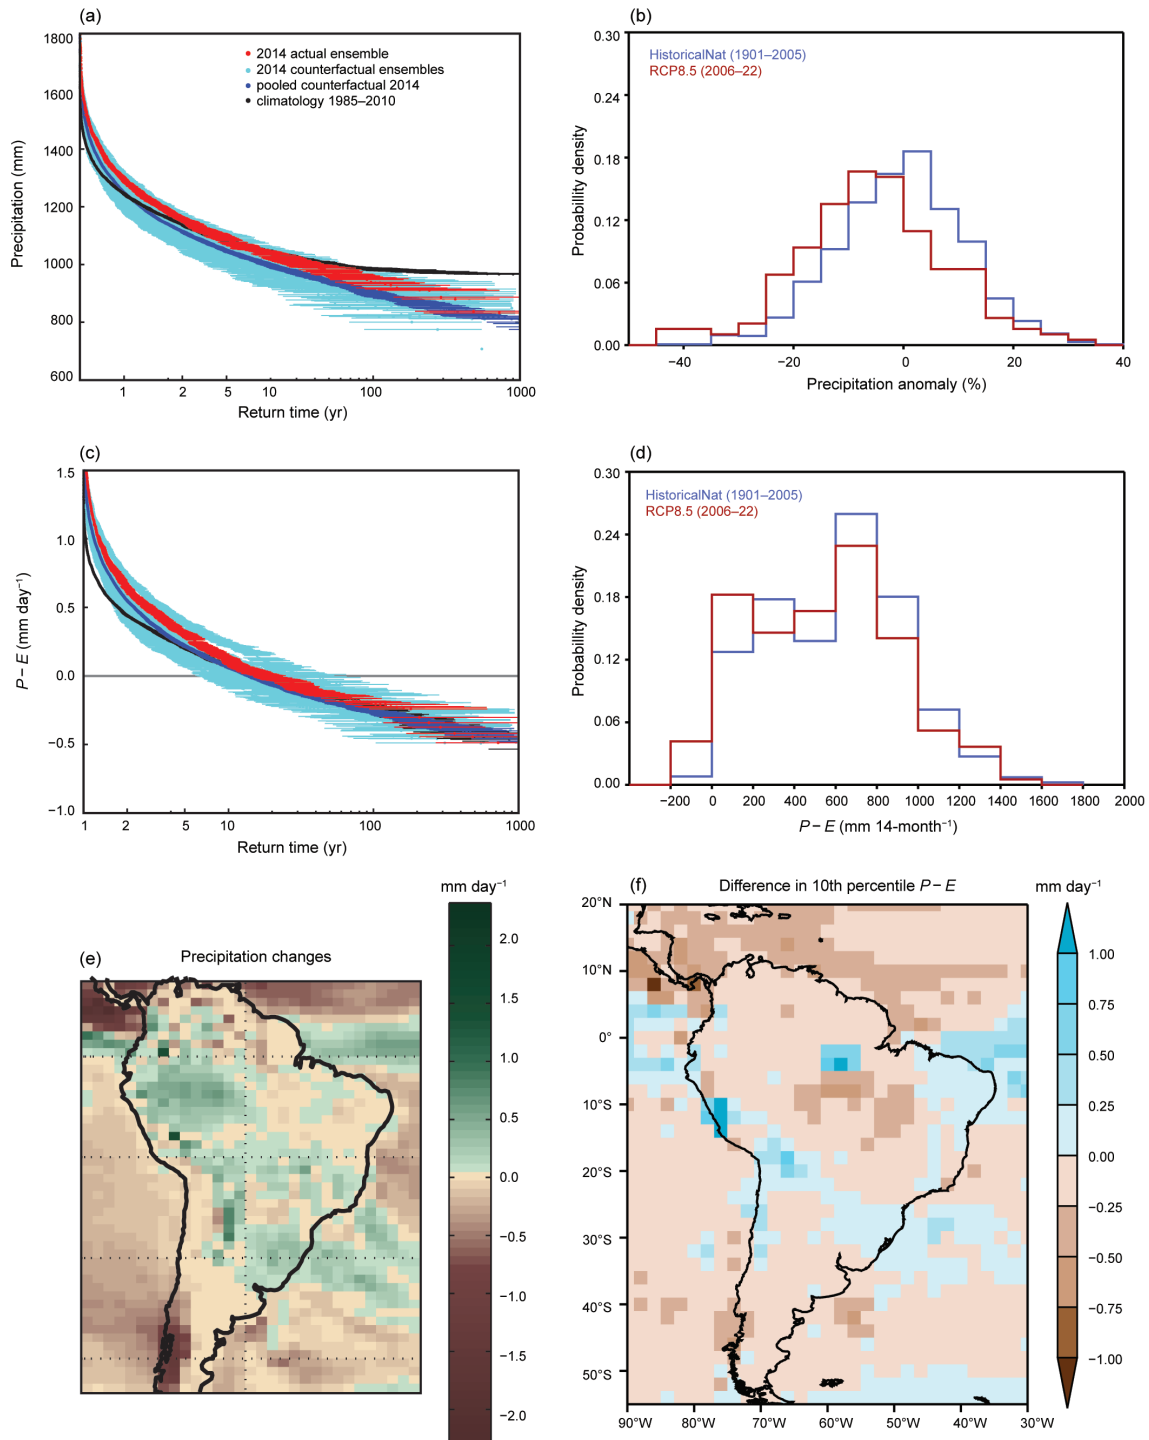 (a)
1800
1600
1400
1200
1000
800
600
Precipitation (mm)
2014 actual ensemble
2014 counterfactual ensembles
pooled counterfactual 2014
climatology 1985–2010
1 2 5 10 100 1000
Return time (yr)
(b)
0.30
0.24
0.18
0.12
0.06
0.00
Probabillity density
HistoricalNat (1901–2005)
RCP8.5 (2006–22)
−40 −20 0 20 40
Precipitation anomaly (%)
(c)
1.5
1.0
0.5
0.0
−0.5
−1.0
P − E (mm day⁻¹)
1 2 5 10 100 1000
Return time (yr)
(d)
0.30
0.24
0.18
0.12
0.06
0.00
Probabillity density
HistoricalNat (1901–2005)
RCP8.5 (2006–22)
−200 0 200 400 600 800 1000 1200 1400 1600 1800 2000
P − E (mm 14-month⁻¹)
(e)
Precipitation changes
mm day⁻¹
2.0
1.5
1.0
0.5
0.0
−0.5
−1.0
−1.5
−2.0
(f)
Difference in 10th percentile P − E
mm day⁻¹
20°N
10°N
0°
10°S
20°S
30°S
40°S
50°S
90°W 80°W 70°W 60°W 50°W 40°W 30°W
1.00
0.75
0.50
0.25
0.00
−0.25
−0.50
−0.75
−1.00